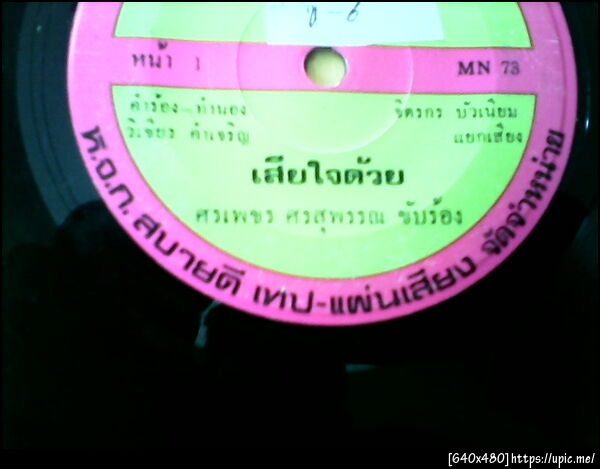 หน้า 1
MN 73
คำร้อง-ทำนอง
วิเชียร คำเจริญ
จิตรกร บัวเนียม
แยกเสียง
เสียใจด้วย
ศรเพชร ศรสุพรรณ ขับร้อง
ห.จ.ก. สบายดี เทป-แผ่นเสียง จัดจำหน่าย
[640x480]https://upic.me/